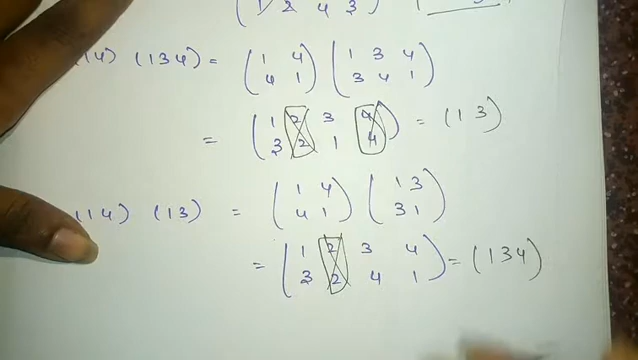 ( 1 2 4 3 )
14) (134) = ( 1 4 ) ( 1 3 4 )
4 1 3 4 1
= ( 1 2 3 4 ) = (1 3)
3 2 1 4
(14) (13) = ( 1 4 ) ( 1 3 )
4 1 3 1
= ( 1 2 3 4 ) = (134)
3 2 4 1